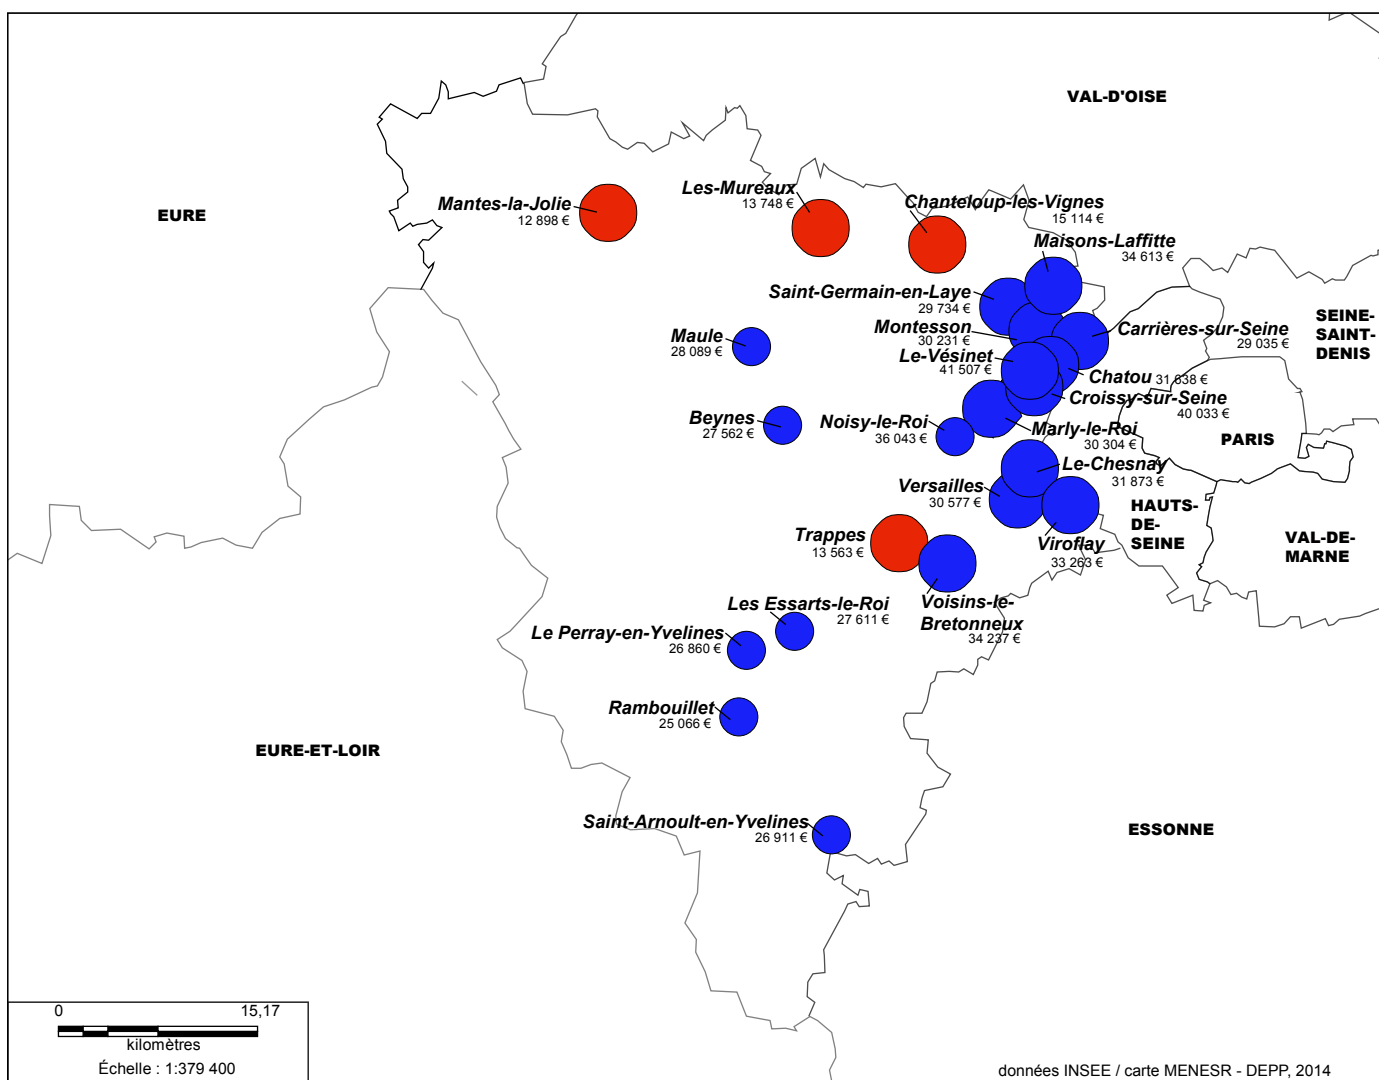 VAL-D'OISE
EURE
Mantes-la-Jolie
12 898 €
Les-Mureaux
13 748 €
Chanteloup-les-Vignes
15 114 €
Maisons-Laffitte
34 613 €
Saint-Germain-en-Laye
29 734 €
Montesson
30 231 €
Carrières-sur-Seine
29 035 €
SEINE-
SAINT-
DENIS
Maule
28 089 €
Le-Vésinet
41 507 €
Chatou 31 638 €
Croissy-sur-Seine
40 033 €
Beynes
27 562 €
Noisy-le-Roi
36 043 €
Marly-le-Roi
30 304 €
PARIS
Le-Chesnay
31 873 €
Versailles
30 577 €
HAUTS-
DE-
SEINE
Viroflay
33 263 €
VAL-DE-
MARNE
Trappes
13 563 €
Voisins-le-
Bretonneux
34 237 €
Les Essarts-le-Roi
27 611 €
Le Perray-en-Yvelines
26 860 €
Rambouillet
25 066 €
EURE-ET-LOIR
Saint-Arnoult-en-Yvelines
26 911 €
ESSONNE
0 15,17
kilomètres
Échelle : 1:379 400
données INSEE / carte MENESR - DEPP, 2014